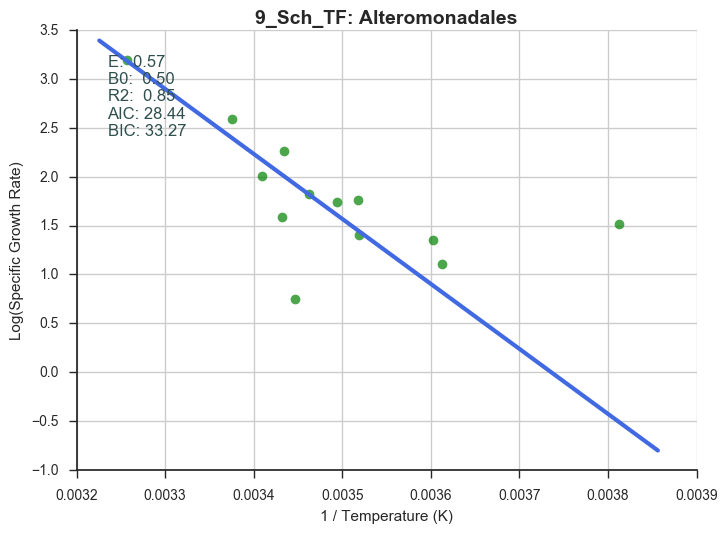 9_Sch_TF: Alteromonadales
E: 0.57
B0: 0.50
R2: 0.85
AIC: 28.44
BIC: 33.27
3.5
3.0
2.5
2.0
1.5
1.0
0.5
0.0
−0.5
−1.0
Log(Specific Growth Rate)
0.0032 0.0033 0.0034 0.0035 0.0036 0.0037 0.0038 0.0039
1 / Temperature (K)